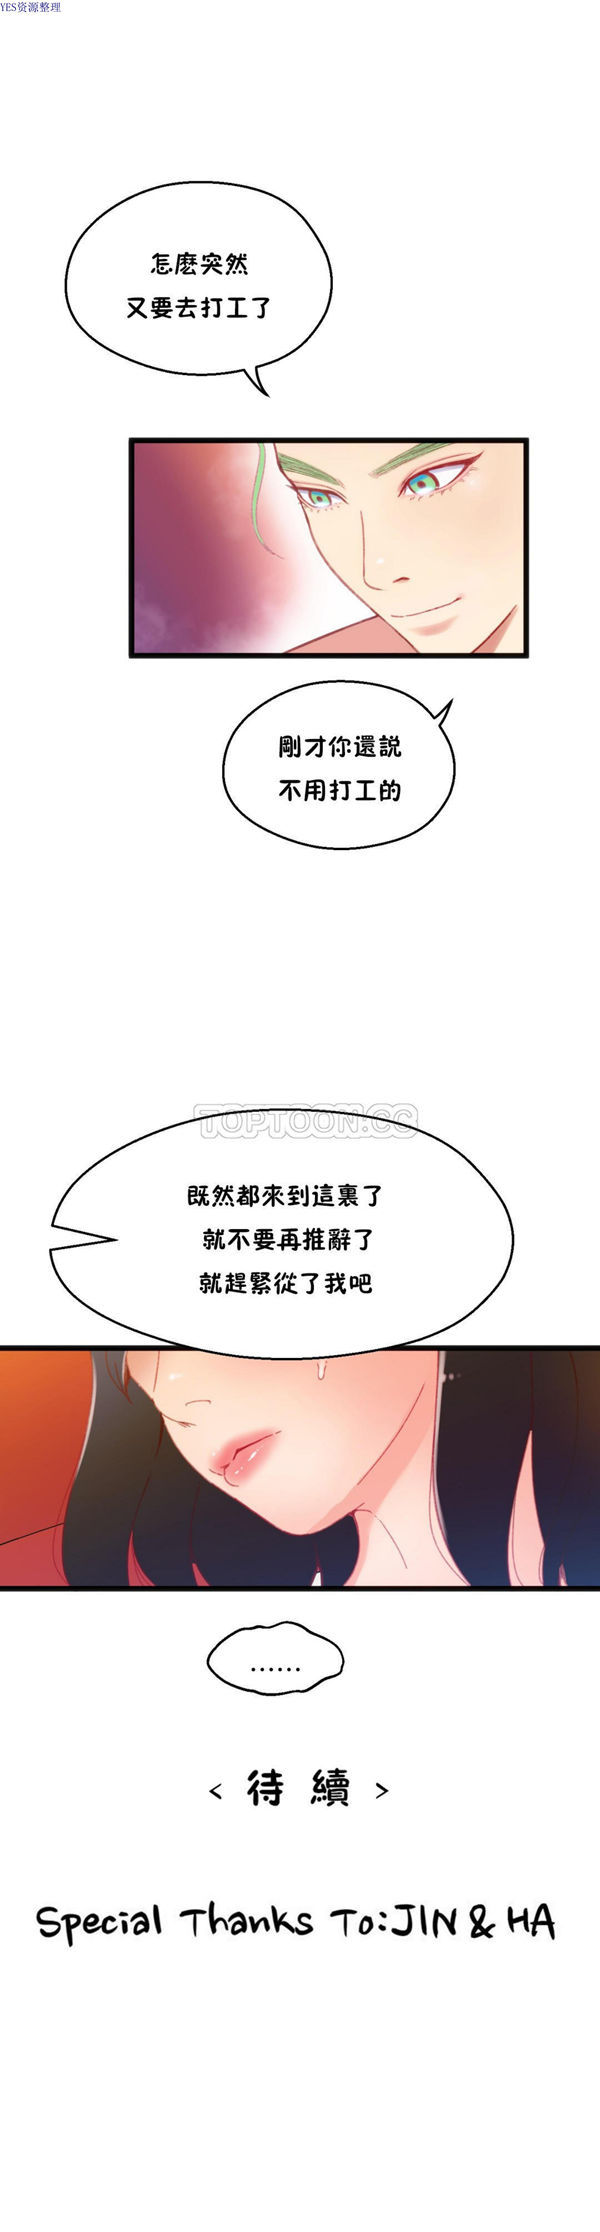 YES资源整理
怎麽突然
又要去打工了
剛才你還説
不用打工的
TOPTOON.CC
既然都來到這裏了
就不要再推辭了
就趕緊從了我吧
……
<待續>
Special Thanks To:JIN & HA